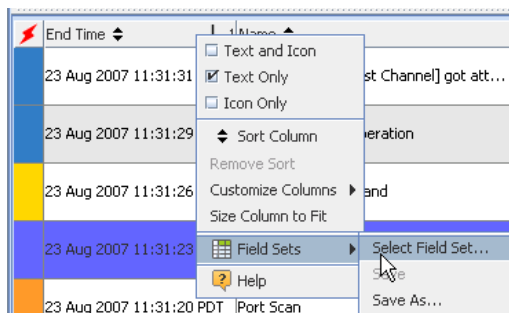 End Time 1 Name
Text and Icon
23 Aug 2007 11:31:31 Text Only st Channel] got att...
Icon Only
23 Aug 2007 11:31:29 Sort Column eration
Remove Sort
23 Aug 2007 11:31:26 Customize Columns and
Size Column to Fit
23 Aug 2007 11:31:23 Field Sets Select Field Set...
Help Save
23 Aug 2007 11:31:20 PDT Port Scan Save As...